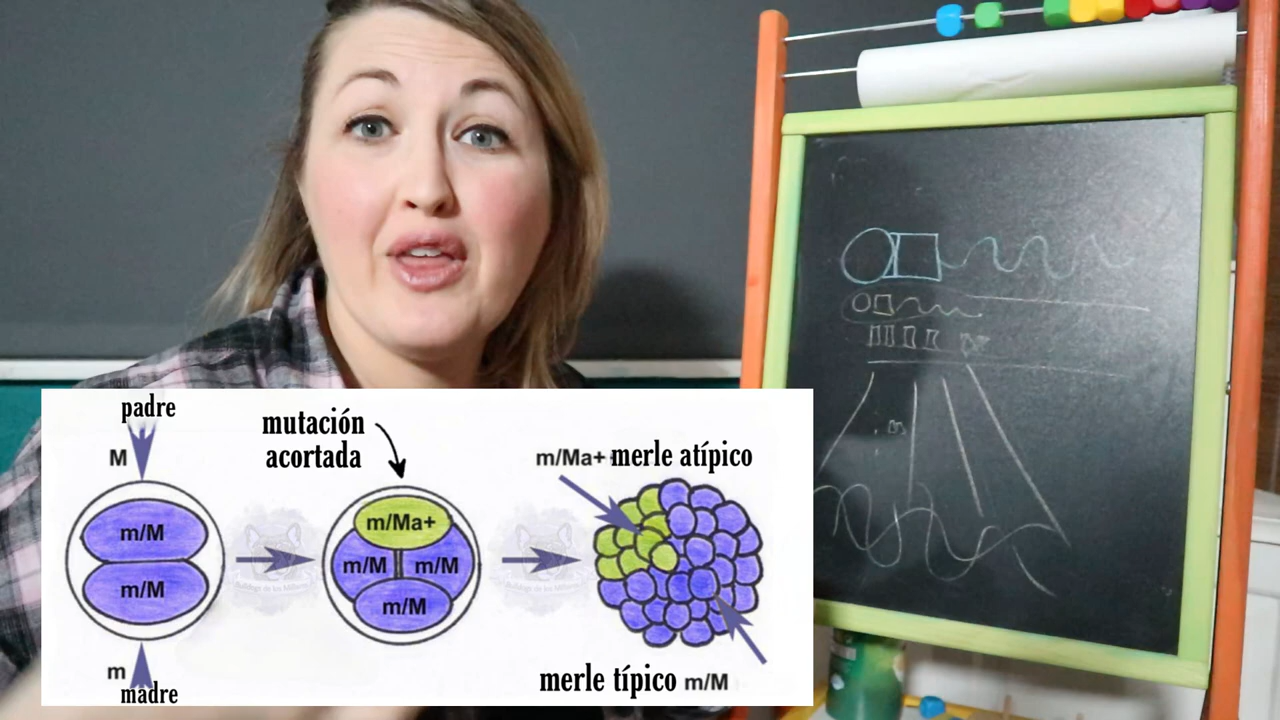 padre
M
m/M
m/M
m
madre
mutación
acortada
m/Ma+
m/M
m/M
m/M
m/Ma+ merle atípico
merle típico m/M